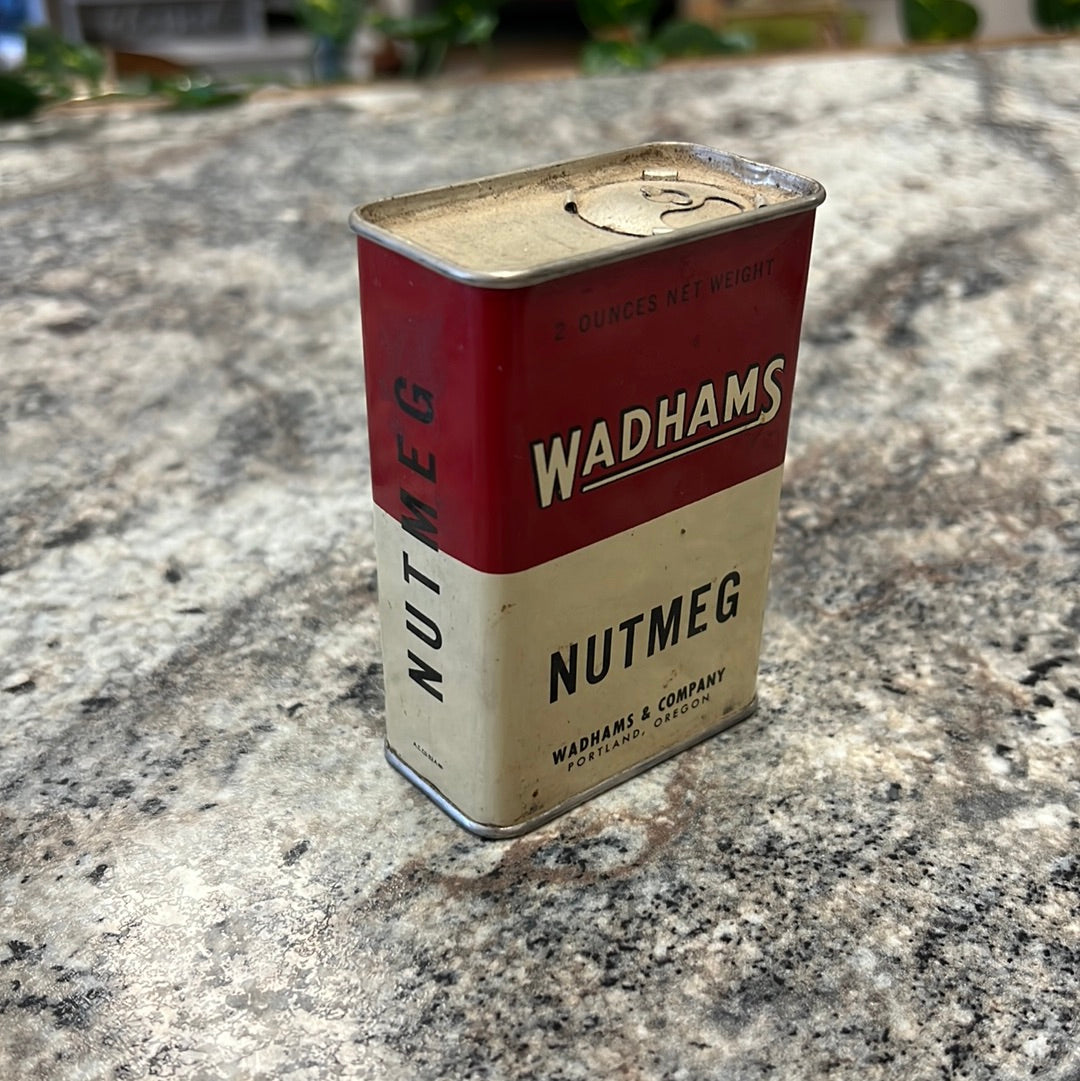 2 OUNCES NET WEIGHT
WADHAMS
NUTMEG
WADHAMS & COMPANY
PORTLAND, OREGON
NUTMEG